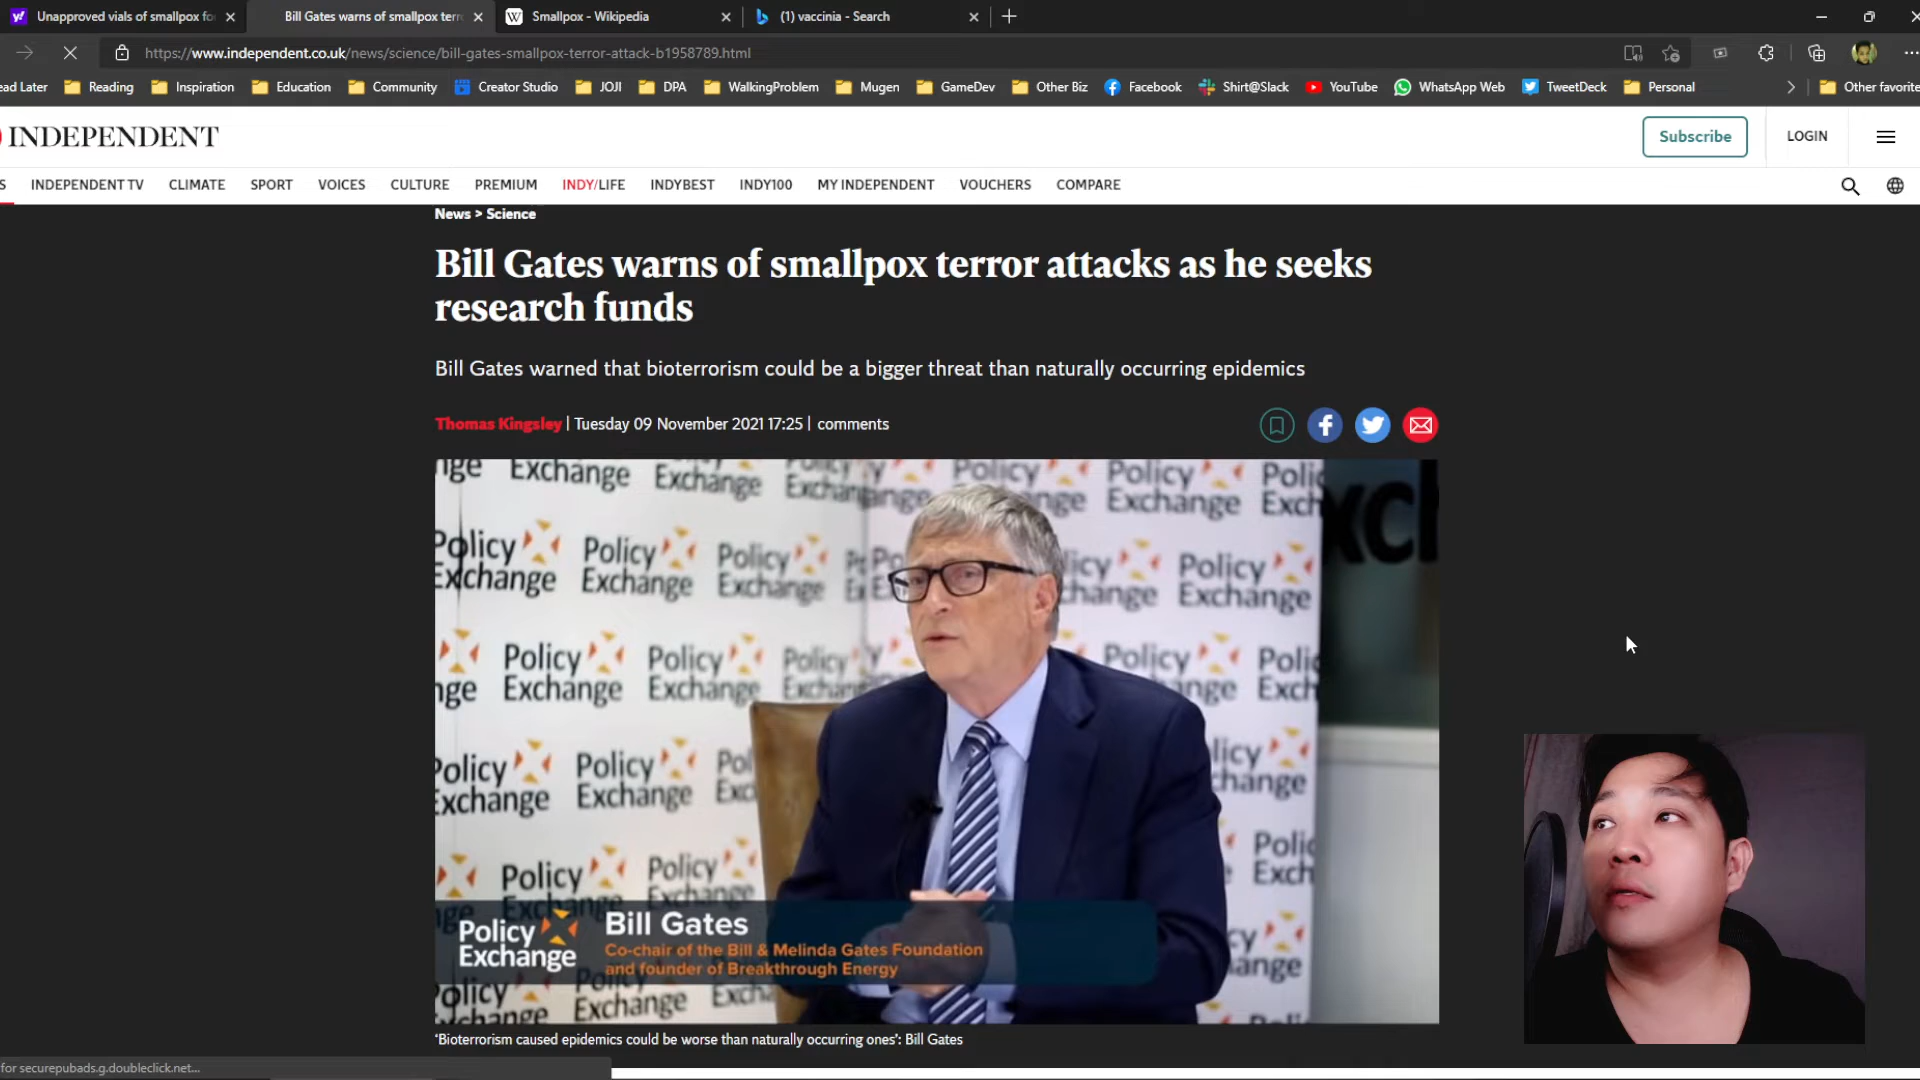 Unapproved vials of smallpox fo
Bill Gates warns of smallpox terr
Smallpox - Wikipedia
(1) vaccinia - Search
https://www.independent.co.uk/news/science/bill-gates-smallpox-terror-attack-b1958789.html
ead Later
Reading
Inspiration
Education
Community
Creator Studio
JOJI
DPA
WalkingProblem
Mugen
GameDev
Other Biz
Facebook
Shirt@Slack
YouTube
WhatsApp Web
TweetDeck
Personal
Other favorite
INDEPENDENT
Subscribe
LOGIN
S
INDEPENDENT TV
CLIMATE
SPORT
VOICES
CULTURE
PREMIUM
INDY/LIFE
INDYBEST
INDY100
MY INDEPENDENT
VOUCHERS
COMPARE
News > Science
Bill Gates warns of smallpox terror attacks as he seeks
research funds
Bill Gates warned that bioterrorism could be a bigger threat than naturally occurring epidemics
Thomas Kingsley | Tuesday 09 November 2021 17:25 | comments
Policy
Exchange
Bill Gates
Co-chair of the Bill & Melinda Gates Foundation
and founder of Breakthrough Energy
'Bioterrorism caused epidemics could be worse than naturally occurring ones': Bill Gates
for securepubads.g.doubleclick.net...